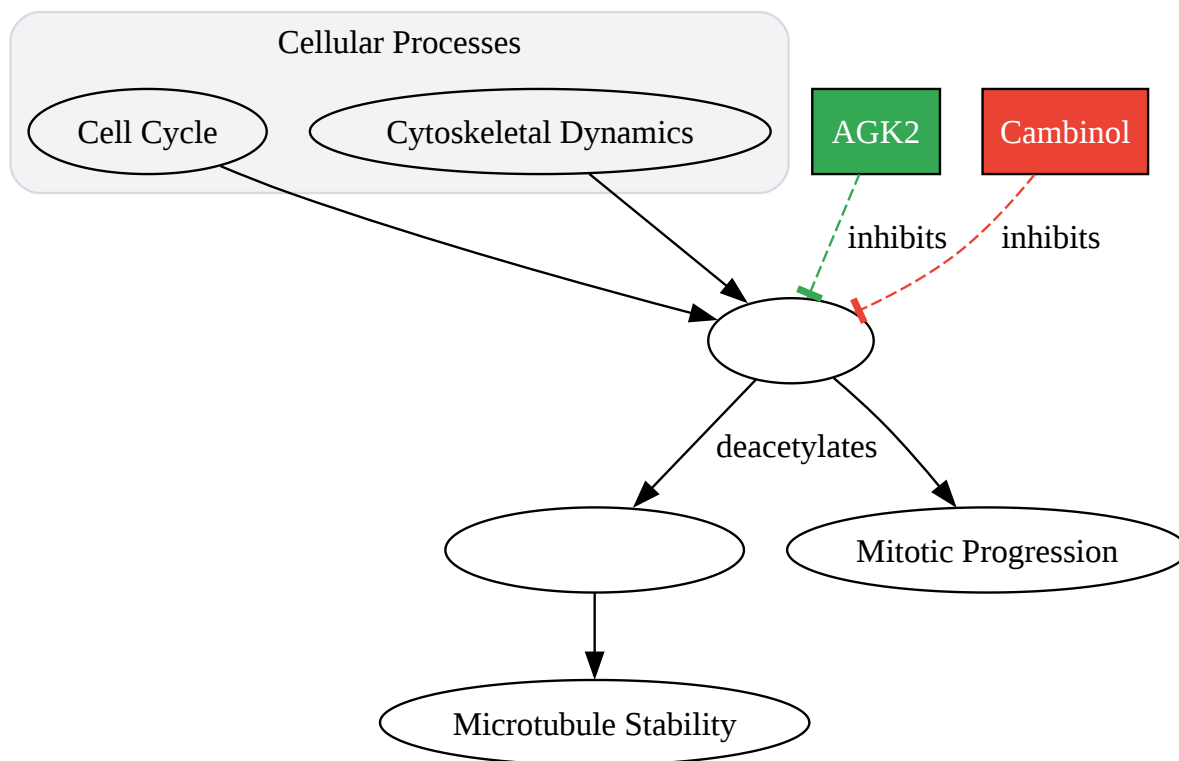 Cellular Processes
Cell Cycle
Cytoskeletal Dynamics
AGK2
Cambinol
inhibits
inhibits
deacetylates
Mitotic Progression
Microtubule Stability